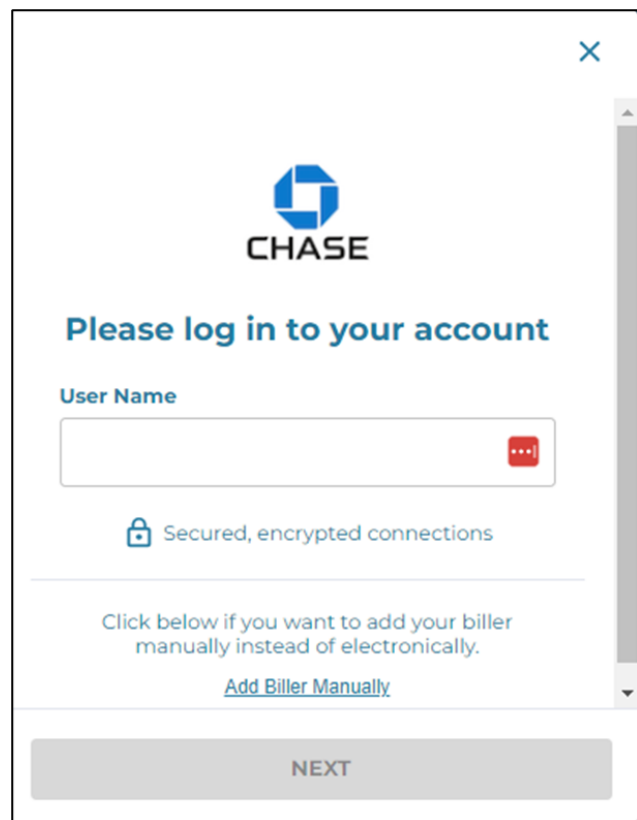 CHASE
Please log in to your account
User Name
Secured, encrypted connections
Click below if you want to add your biller
manually instead of electronically.
Add Biller Manually
NEXT